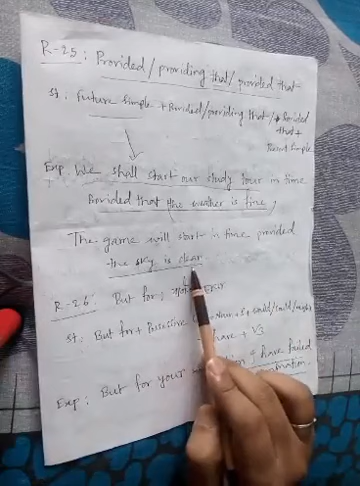 R-25: Provided/providing that/provided that
St: Future Simple + Provided/providing that/Provided
that +
Present Simple
Exp: We shall start our study tour in time
Provided that the weather is fine,
The game will start in time provided
the sky is clear.
R-26. But for;
St: But for + Possessive + S + would/could/might
have + V3
Exp: But for your have failed